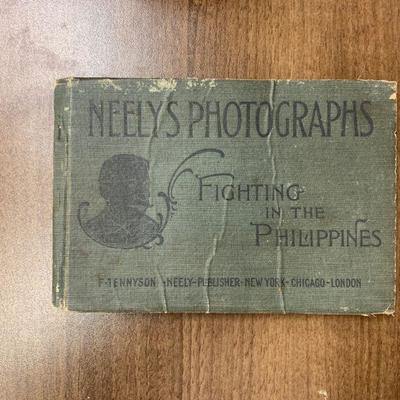 NEELY'S PHOTOGRAPHS
FIGHTING
IN THE
PHILIPPINES
F·TENNYSON·NEELY·PUBLISHER·NEW YORK·CHICAGO·LONDON